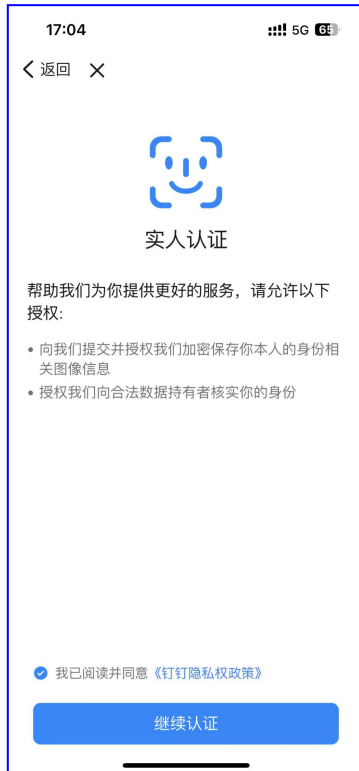 17:04 5G 65
返回
实人认证
帮助我们为你提供更好的服务，请允许以下
授权:
• 向我们提交并授权我们加密保存你本人的身份相
关图像信息
• 授权我们向合法数据持有者核实你的身份
我已阅读并同意《钉钉隐私权政策》
继续认证